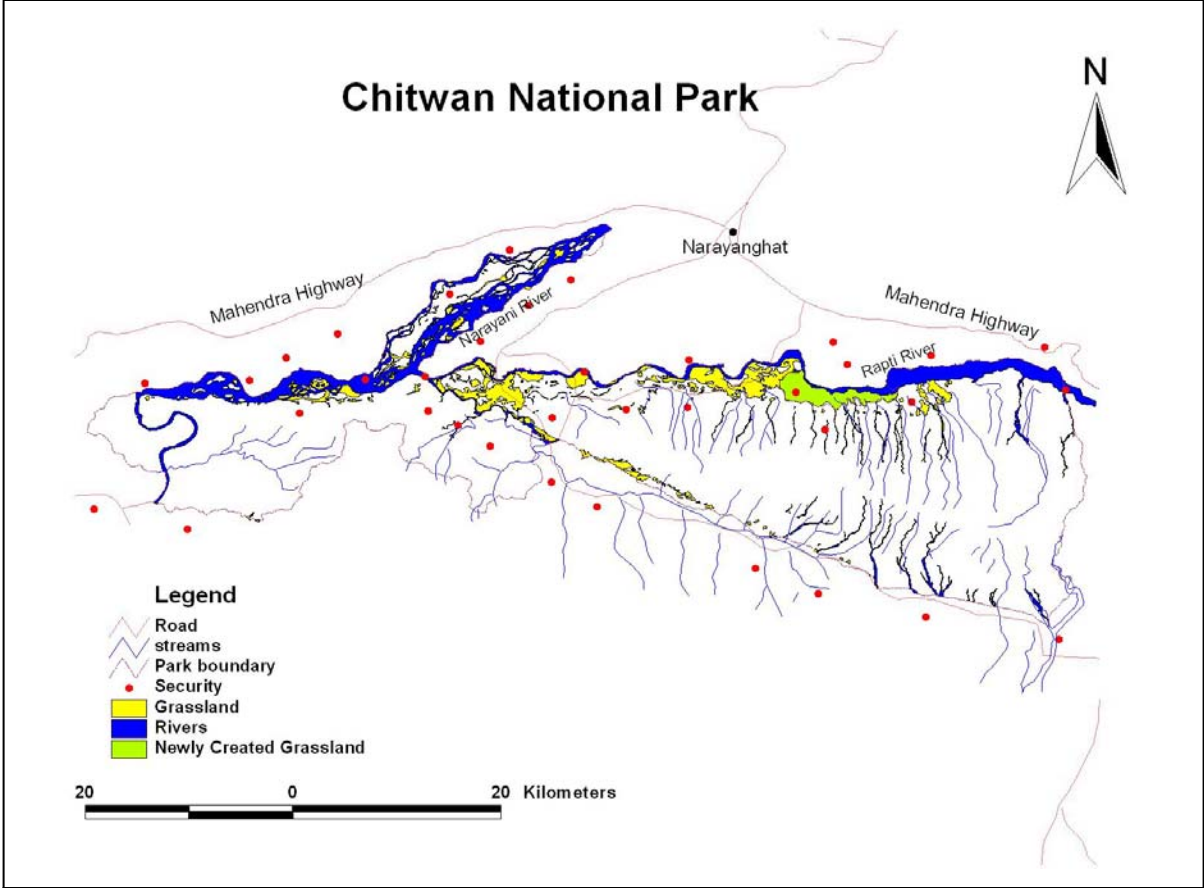 Chitwan National Park
N
Narayanghat
Mahendra Highway
Narayani River
Mahendra Highway
Rapti River
Legend
Road
streams
Park boundary
Security
Grassland
Rivers
Newly Created Grassland
20 0 20 Kilometers